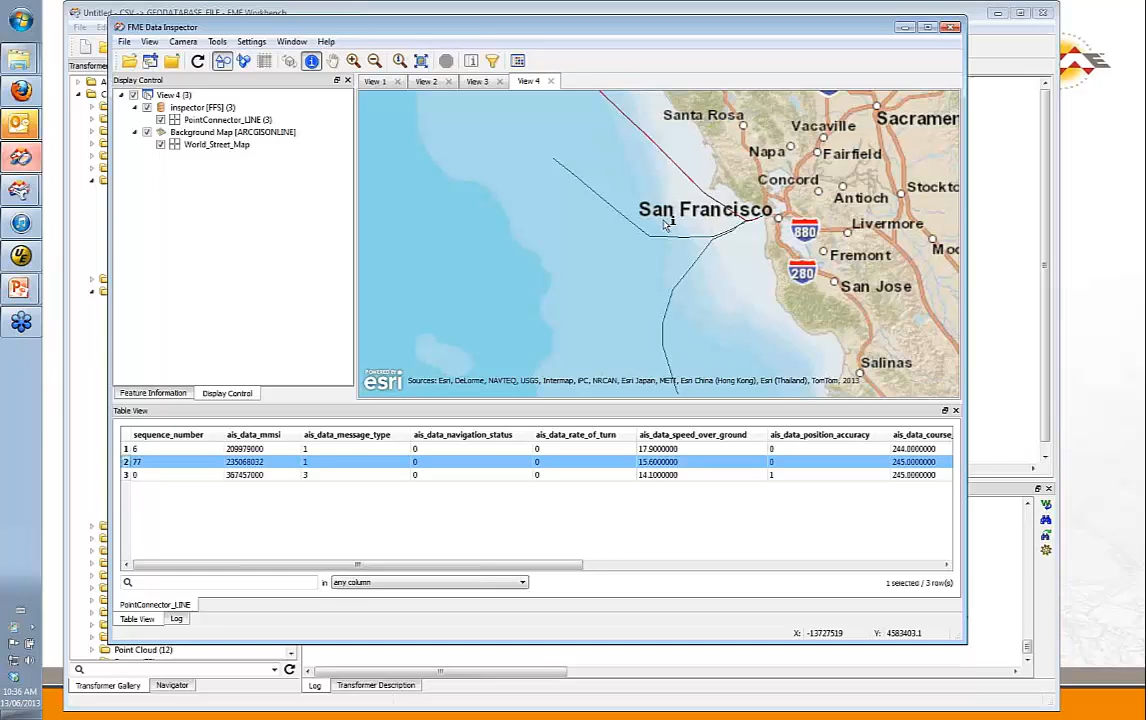 Untitled - CSV -> GEODATABASE_FILE - FME Workbench
FME Data Inspector
File View Camera Tools Settings Window Help
Transformer
Display Control
View 1 View 2 View 3 View 4
View 4 (3)
inspector [FFS] (3)
PointConnector_LINE (3)
Background Map [ARCGISONLINE]
World_Street_Map
Santa Rosa
Vacaville
Sacramen
Napa
Fairfield
Concord
Antioch
Stockto
San Francisco
880
Livermore
Mo
Fremont
280
San Jose
Salinas
POWERED BY
esri
Sources: Esri, DeLorme, NAVTEQ, USGS, Intermap, iPC, NRCAN, Esri Japan, METI, Esri China (Hong Kong), Esri (Thailand), TomTom, 2013
Feature Information Display Control
Table View
sequence_number ais_data_mmsi ais_data_message_type ais_data_navigation_status ais_data_rate_of_turn ais_data_speed_over_ground ais_data_position_accuracy ais_data_course_
1 6 209979000 1 0 0 17.9000000 0 244.0000000
2 77 235068032 1 0 0 15.6000000 0 245.0000000
3 0 367457000 3 0 0 14.1000000 1 245.0000000
in any column
1 selected / 3 row(s)
PointConnector_LINE
Table View Log
X: -13727519 Y: 4583403.1
Point Cloud (12)
Transformer Gallery Navigator
Log Transformer Description
10:36 AM
13/06/2013